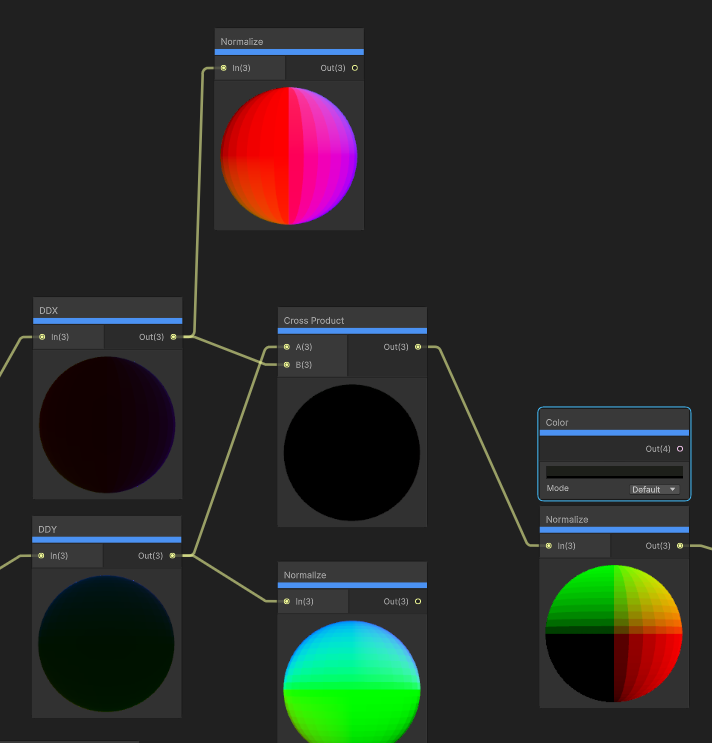 Normalize
In(3) Out(3)
DDX
In(3) Out(3)
Cross Product
A(3) Out(3)
B(3)
Color
Out(4)
Mode Default
DDY
In(3) Out(3)
Normalize
In(3) Out(3)
Normalize
In(3) Out(3)